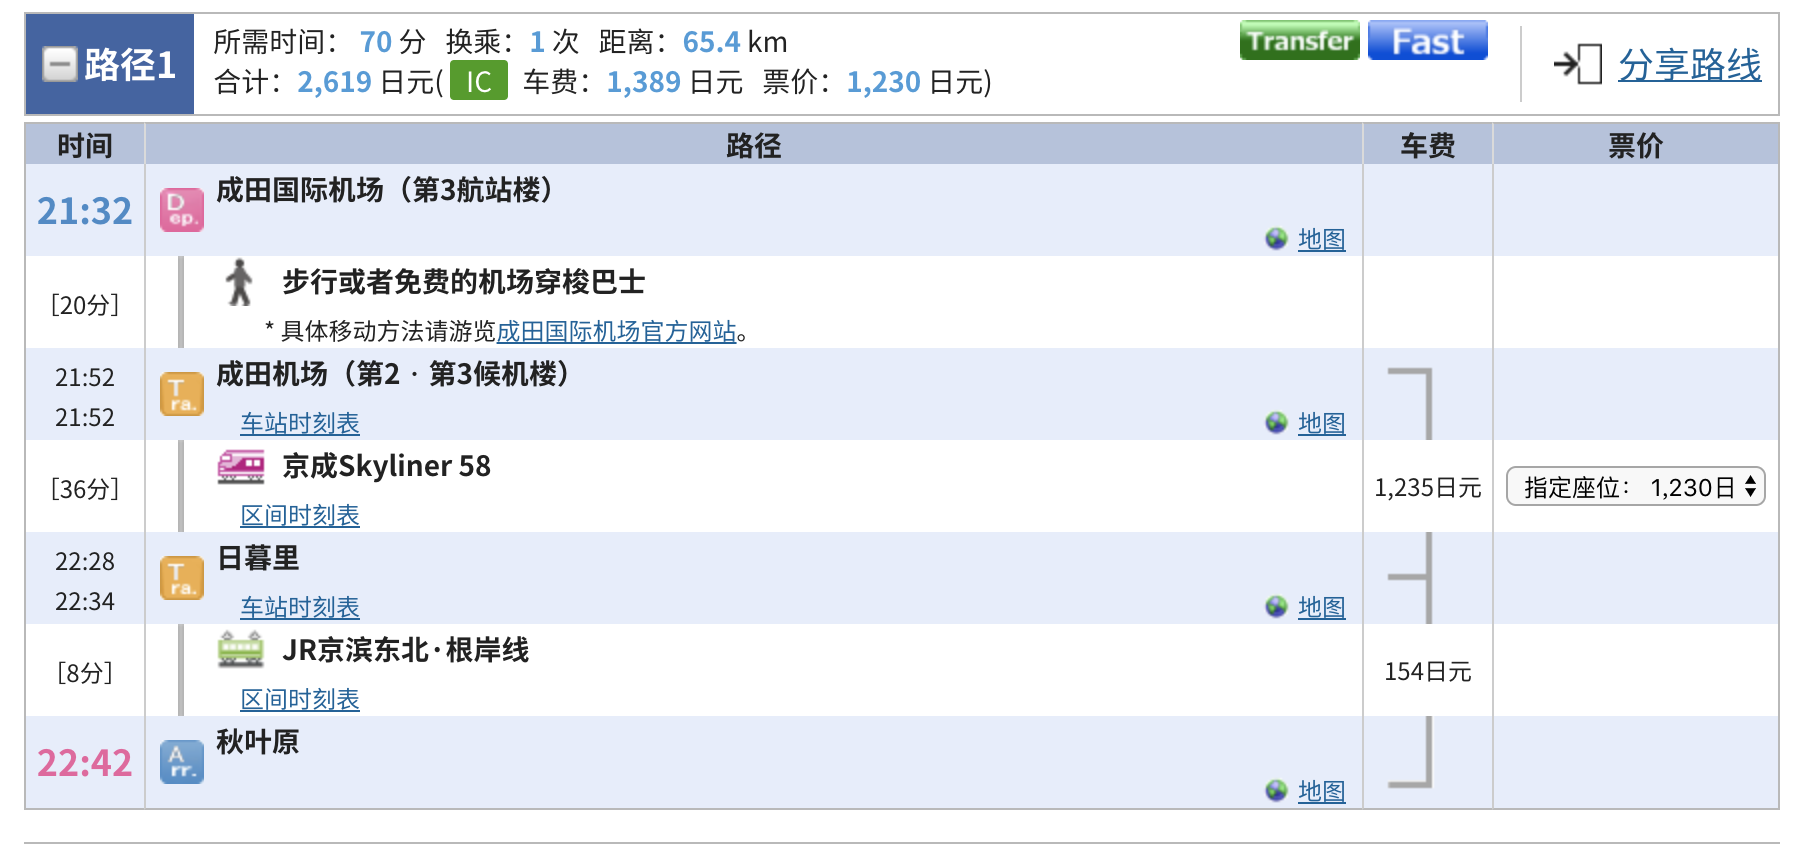 路径1
所需时间： 70 分 换乘：1 次 距离：65.4 km
合计：2,619 日元( IC 车费：1,389 日元 票价：1,230 日元)
Transfer Fast
分享路线
时间 路径 车费 票价
21:32 Dep. 成田国际机场（第3航站楼）
地图
[20分] 步行或者免费的机场穿梭巴士
* 具体移动方法请游览成田国际机场官方网站。
21:52
21:52
Tra. 成田机场（第2 · 第3候机楼）
车站时刻表 地图
[36分] 京成Skyliner 58 1,235日元 指定座位： 1,230日
区间时刻表
22:28
22:34
Tra. 日暮里
车站时刻表 地图
[8分] JR京滨东北·根岸线 154日元
区间时刻表
22:42 Arr. 秋叶原
地图